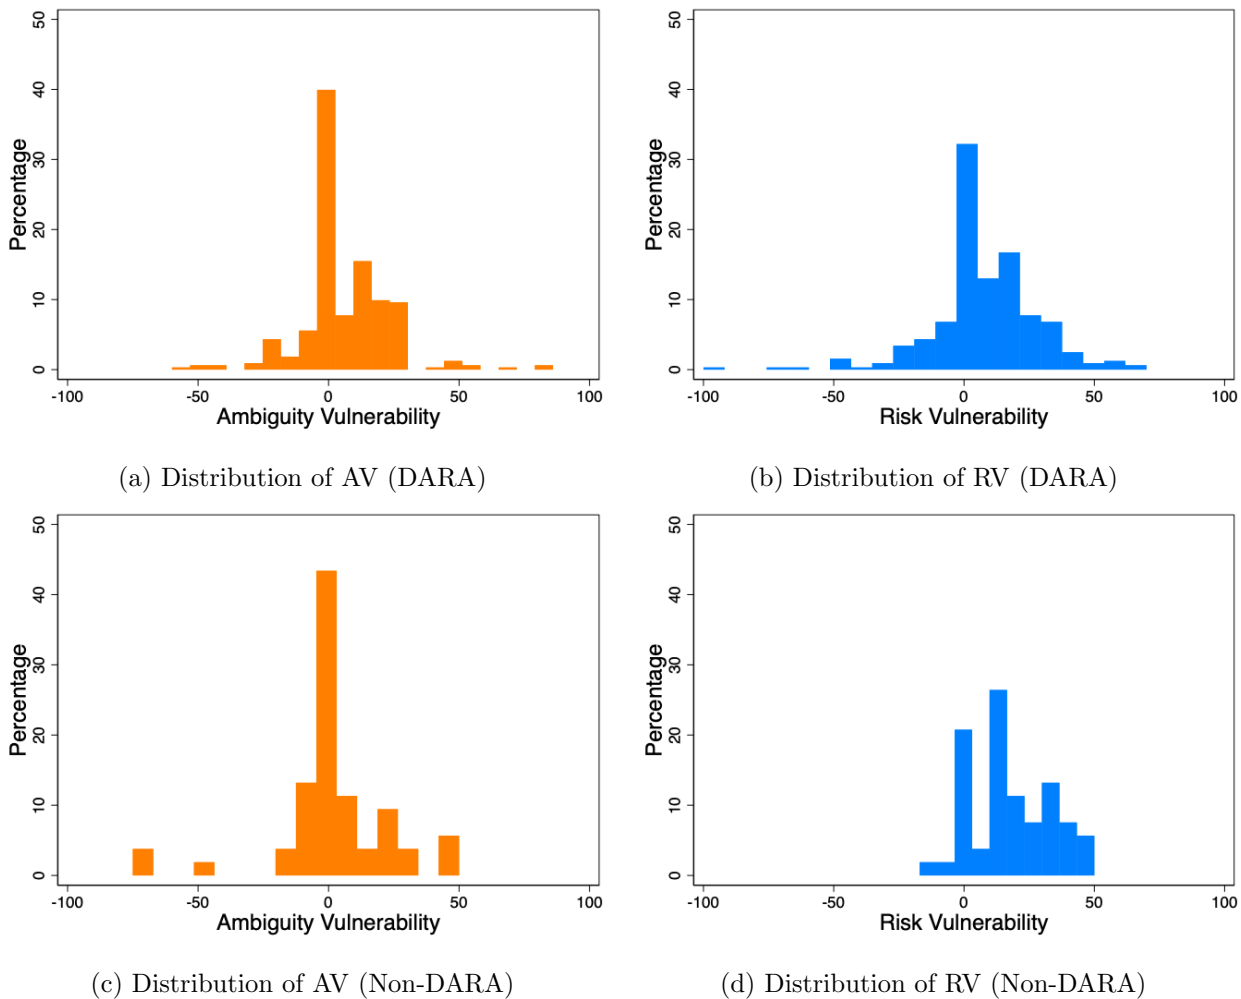 50
40
30
20
10
0
Percentage
-100 -50 0 50 100
Ambiguity Vulnerability
(a) Distribution of AV (DARA)
50
40
30
20
10
0
Percentage
-100 -50 0 50 100
Risk Vulnerability
(b) Distribution of RV (DARA)
50
40
30
20
10
0
Percentage
-100 -50 0 50 100
Ambiguity Vulnerability
(c) Distribution of AV (Non-DARA)
50
40
30
20
10
0
Percentage
-100 -50 0 50 100
Risk Vulnerability
(d) Distribution of RV (Non-DARA)